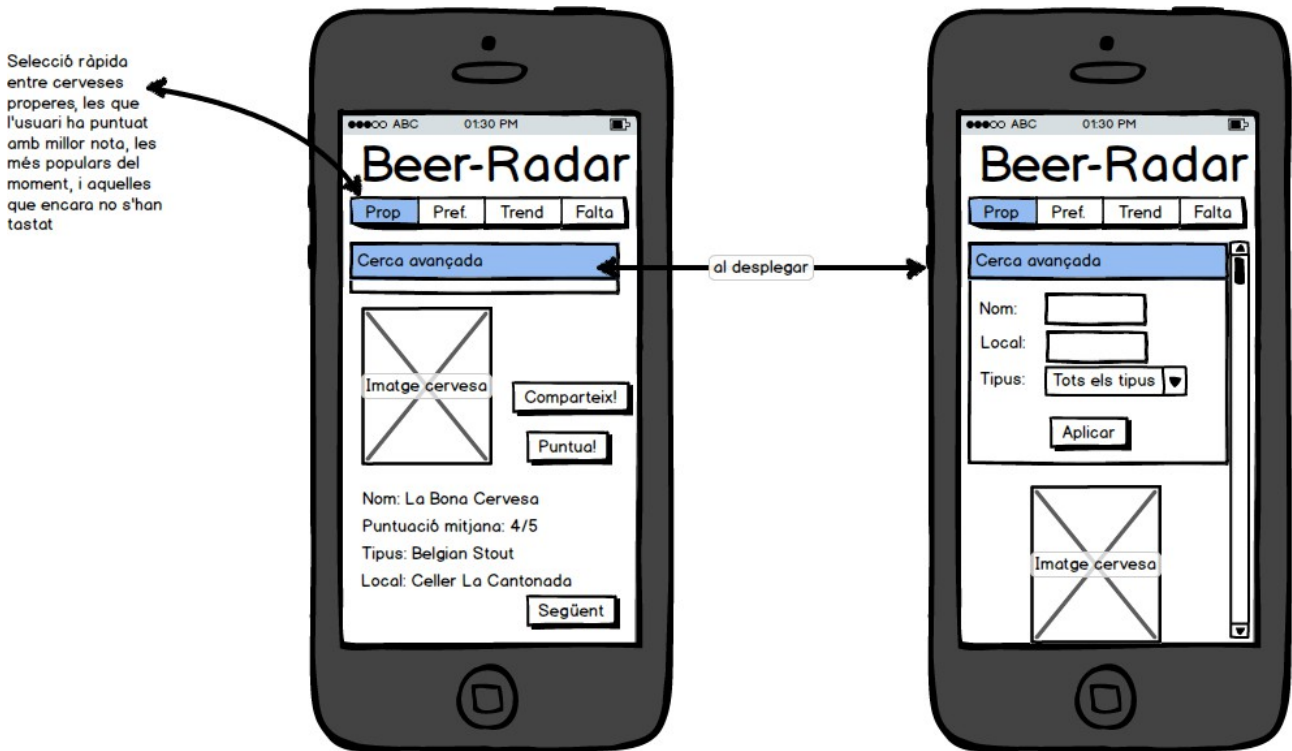 Selecció ràpida
entre cerveses
properes, les que
l'usuari ha puntuat
amb millor nota, les
més populars del
moment, i aquelles
que encara no s'han
tastat
ABC 01:30 PM
Beer-Radar
Prop Pref. Trend Falta
Cerca avançada
Imatge cervesa
Comparteix!
Puntua!
Nom: La Bona Cervesa
Puntuació mitjana: 4/5
Tipus: Belgian Stout
Local: Celler La Cantonada
Següent
al desplegar
ABC 01:30 PM
Beer-Radar
Prop Pref. Trend Falta
Cerca avançada
Nom:
Local:
Tipus: Tots els tipus
Aplicar
Imatge cervesa